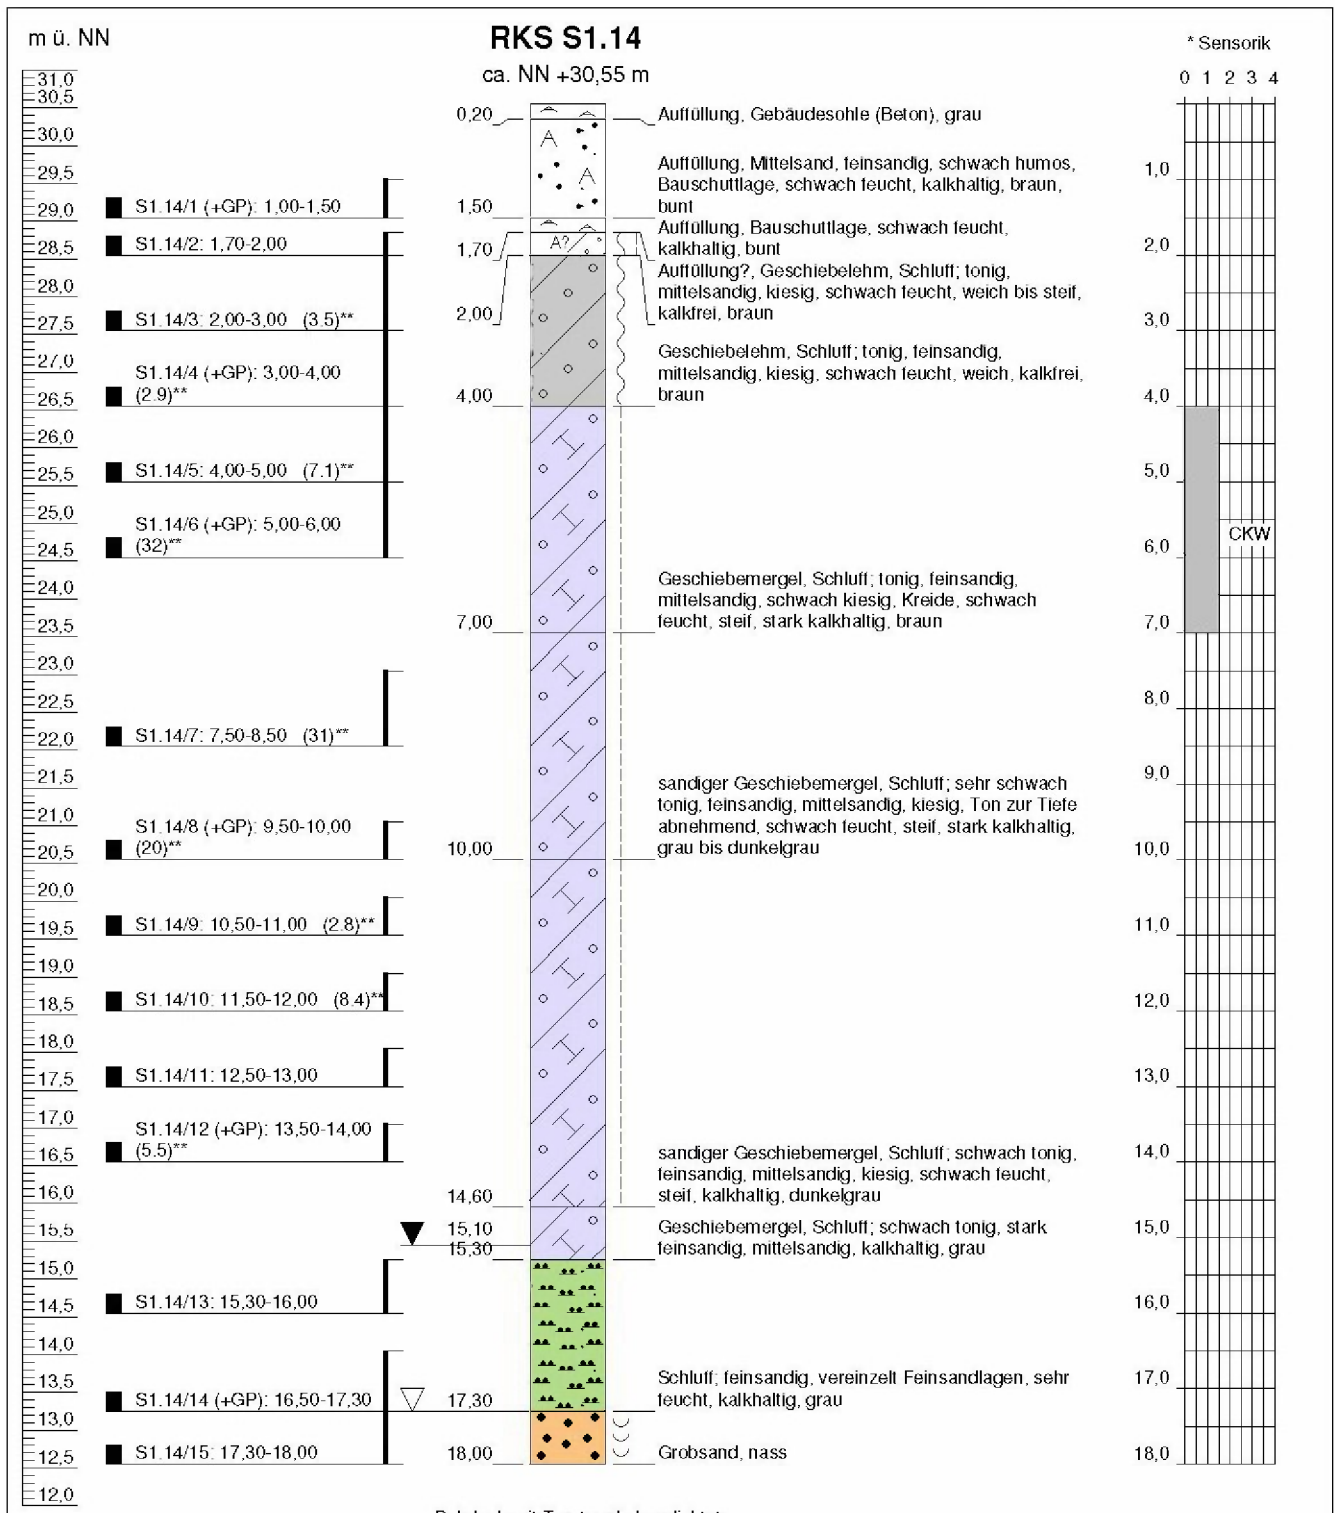 m ü. NN
RKS S1.14
ca. NN +30,55 m
* Sensorik
0 1 2 3 4
31,0
30,5
30,0
29,5
29,0
28,5
28,0
27,5
27,0
26,5
26,0
25,5
25,0
24,5
24,0
23,5
23,0
22,5
22,0
21,5
21,0
20,5
20,0
19,5
19,0
18,5
18,0
17,5
17,0
16,5
16,0
15,5
15,0
14,5
14,0
13,5
13,0
12,5
12,0
S1.14/1 (+GP): 1,00-1,50
S1.14/2: 1,70-2,00
S1.14/3: 2,00-3,00 (3.5)**
S1.14/4 (+GP): 3,00-4,00
(2.9)**
S1.14/5: 4,00-5,00 (7.1)**
S1.14/6 (+GP): 5,00-6,00
(32)**
S1.14/7: 7,50-8,50 (31)**
S1.14/8 (+GP): 9,50-10,00
(20)**
S1.14/9: 10,50-11,00 (2.8)**
S1.14/10: 11,50-12,00 (8.4)**
S1.14/11: 12,50-13,00
S1.14/12 (+GP): 13,50-14,00
(5.5)**
S1.14/13: 15,30-16,00
S1.14/14 (+GP): 16,50-17,30
S1.14/15: 17,30-18,00
0,20
1,50
1,70
2,00
4,00
7,00
10,00
14,60
15,10
15,30
17,30
18,00
A
A
A?
Auffüllung, Gebäudesohle (Beton), grau
Auffüllung, Mittelsand, feinsandig, schwach humos,
Bauschuttlage, schwach feucht, kalkhaltig, braun,
bunt
Auffüllung, Bauschuttlage, schwach feucht,
kalkhaltig, bunt
Auffüllung?, Geschiebelehm, Schluff; tonig,
mittelsandig, kiesig, schwach feucht, weich bis steif,
kalkfrei, braun
Geschiebelehm, Schluff; tonig, feinsandig,
mittelsandig, kiesig, schwach feucht, weich, kalkfrei,
braun
Geschiebemergel, Schluff; tonig, feinsandig,
mittelsandig, schwach kiesig, Kreide, schwach
feucht, steif, stark kalkhaltig, braun
sandiger Geschiebemergel, Schluff; sehr schwach
tonig, feinsandig, mittelsandig, kiesig, Ton zur Tiefe
abnehmend, schwach feucht, steif, stark kalkhaltig,
grau bis dunkelgrau
sandiger Geschiebemergel, Schluff; schwach tonig,
feinsandig, mittelsandig, kiesig, schwach feucht,
steif, kalkhaltig, dunkelgrau
Geschiebemergel, Schluff; schwach tonig, stark
feinsandig, mittelsandig, kalkhaltig, grau
Schluff; feinsandig, vereinzelt Feinsandlagen, sehr
feucht, kalkhaltig, grau
Grobsand, nass
1,0
2,0
3,0
4,0
5,0
6,0
7,0
8,0
9,0
10,0
11,0
12,0
13,0
14,0
15,0
16,0
17,0
18,0
CKW